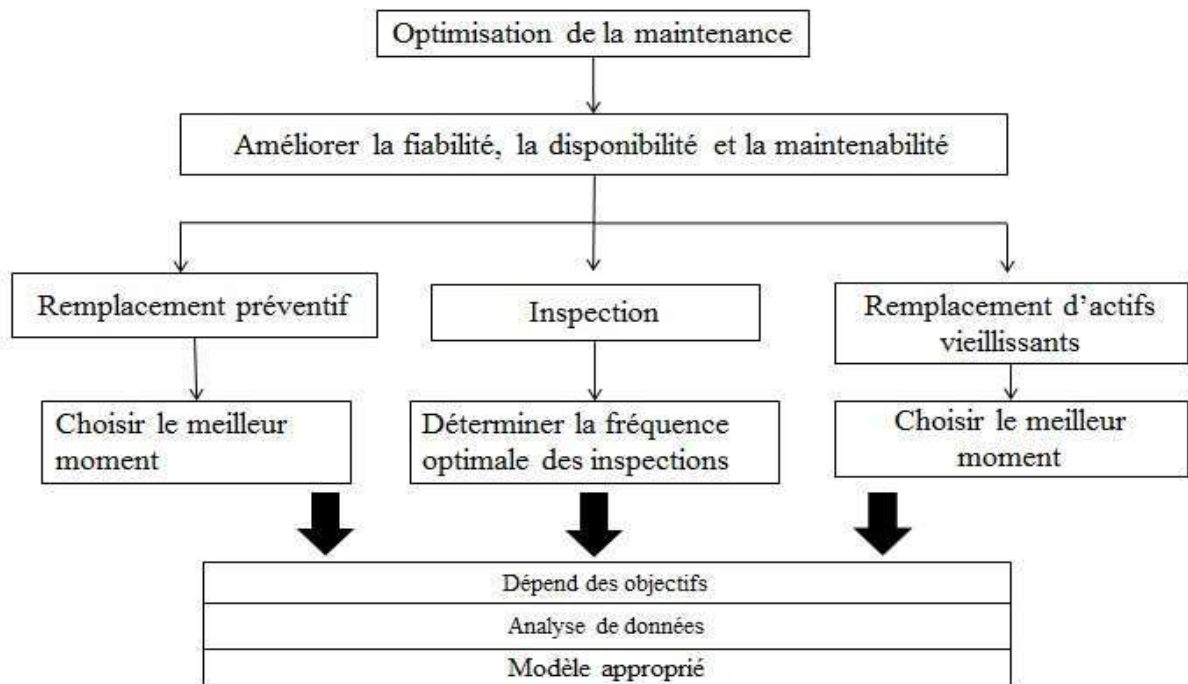 Optimisation de la maintenance
Améliorer la fiabilité, la disponibilité et la maintenabilité
Remplacement préventif
Inspection
Remplacement d’actifs
vieillissants
Choisir le meilleur
moment
Déterminer la fréquence
optimale des inspections
Choisir le meilleur
moment
Dépend des objectifs
Analyse de données
Modèle approprié